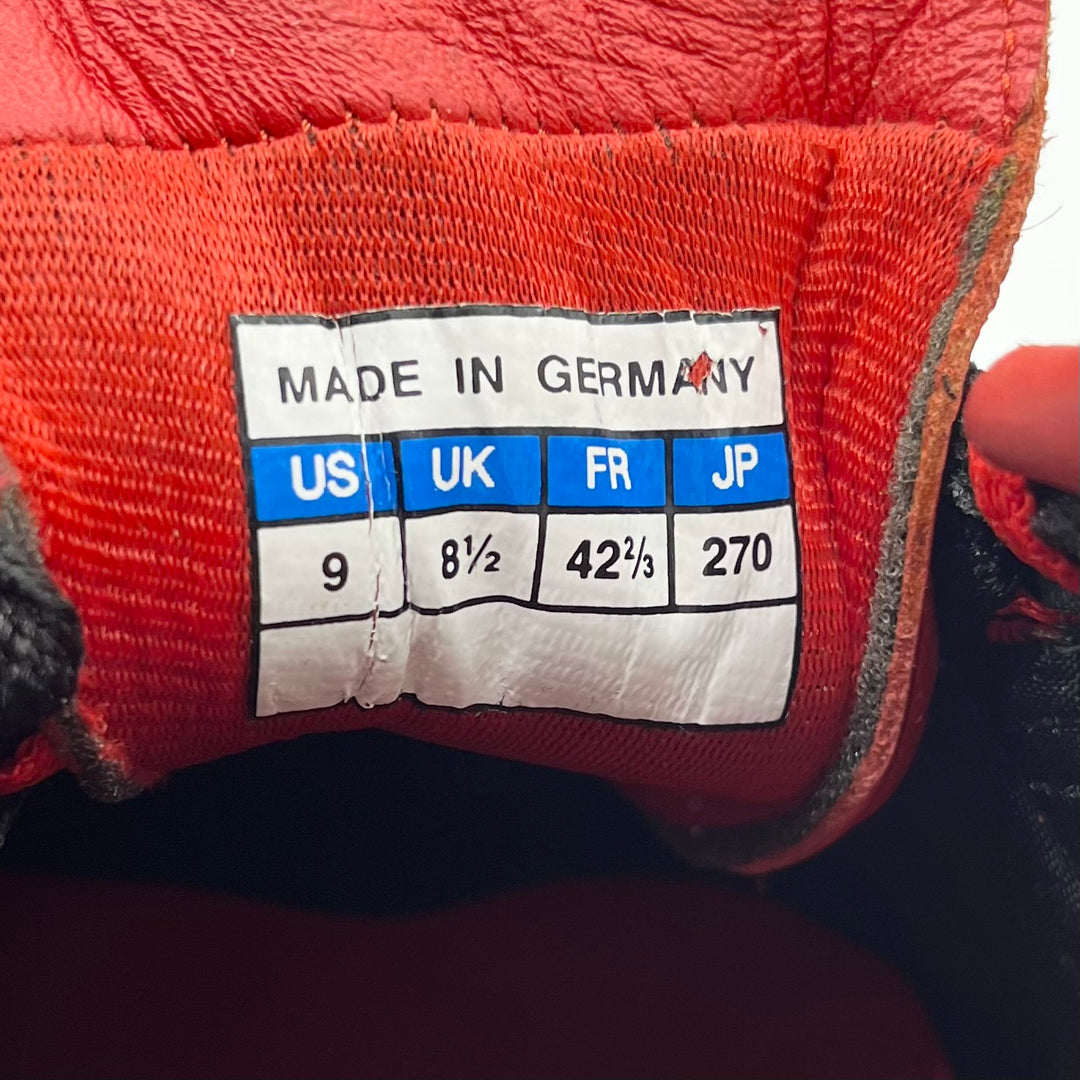 MADE IN GERMANY
US UK FR JP
9 8½ 42⅔ 270